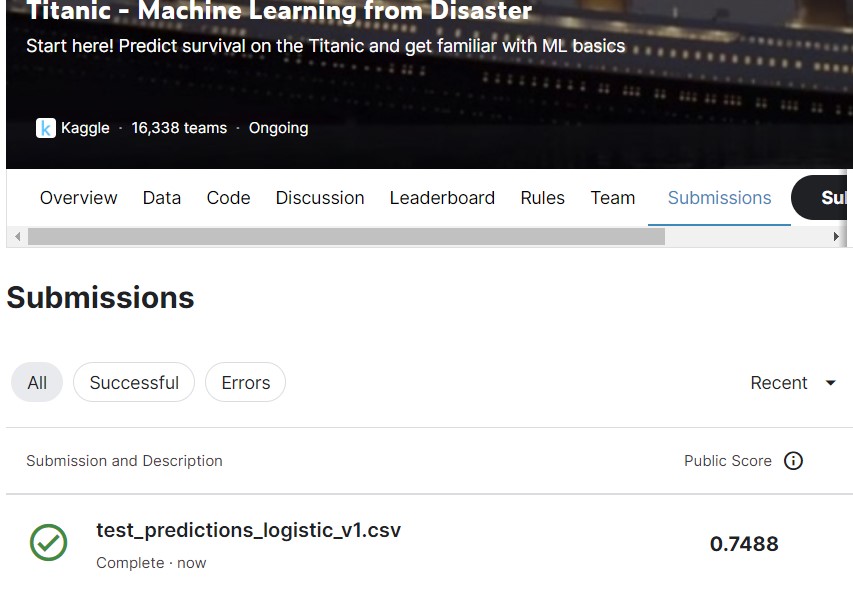 Titanic - Machine Learning from Disaster
Start here! Predict survival on the Titanic and get familiar with ML basics
k Kaggle · 16,338 teams · Ongoing
Overview Data Code Discussion Leaderboard Rules Team Submissions
Submissions
All Successful Errors Recent
Submission and Description Public Score
test_predictions_logistic_v1.csv
0.7488
Complete · now